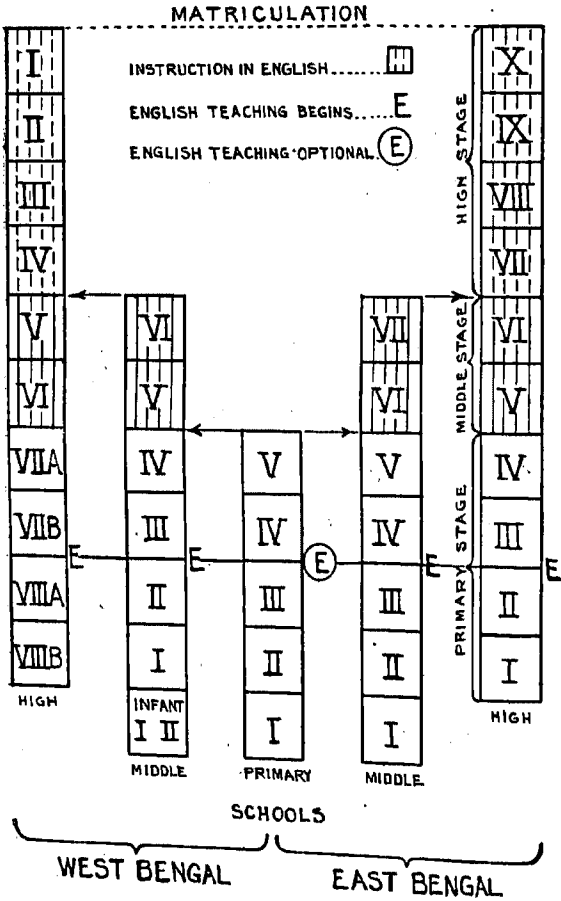 MATRICULATION
INSTRUCTION IN ENGLISH........
ENGLISH TEACHING BEGINS.....E
ENGLISH TEACHING OPTIONAL.E
I
II
III
IV
V
VI
VIIA
VIIB
E
VIIIA
VIIIB
HIGH
VI
V
IV
III
E
II
I
INFANT
I II
MIDDLE
V
IV
E
III
II
I
PRIMARY
VII
VI
V
IV
E
III
II
I
MIDDLE
HIGH STAGE
MIDDLE STAGE
PRIMARY STAGE
X
IX
VIII
VII
VI
V
IV
III
E
II
I
HIGH
SCHOOLS
WEST BENGAL
EAST BENGAL